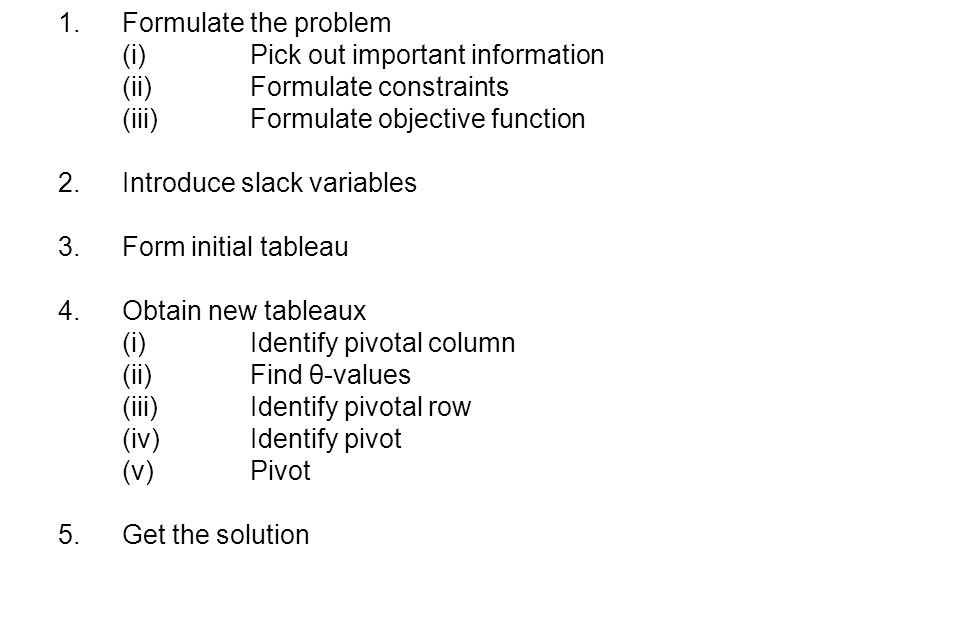 1. Formulate the problem
(i) Pick out important information
(ii) Formulate constraints
(iii) Formulate objective function
2. Introduce slack variables
3. Form initial tableau
4. Obtain new tableaux
(i) Identify pivotal column
(ii) Find θ-values
(iii) Identify pivotal row
(iv) Identify pivot
(v) Pivot
5. Get the solution